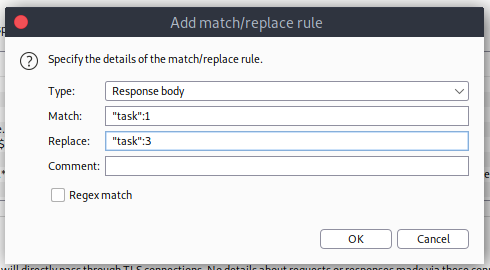 Add match/replace rule
? Specify the details of the match/replace rule.
Type: Response body
Match: "task":1
Replace: "task":3
Comment:
Regex match
OK Cancel
will directly pass through TLS connections. No details about requests or responses made via these